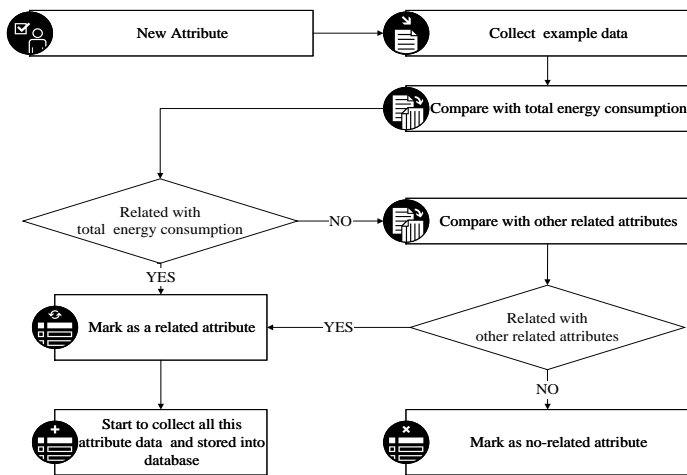 New Attribute
Collect example data
Compare with total energy consumption
Related with
total energy consumption
NO
Compare with other related attributes
YES
Mark as a related attribute
YES
Related with
other related attributes
NO
Start to collect all this
attribute data and stored into
database
Mark as no-related attribute